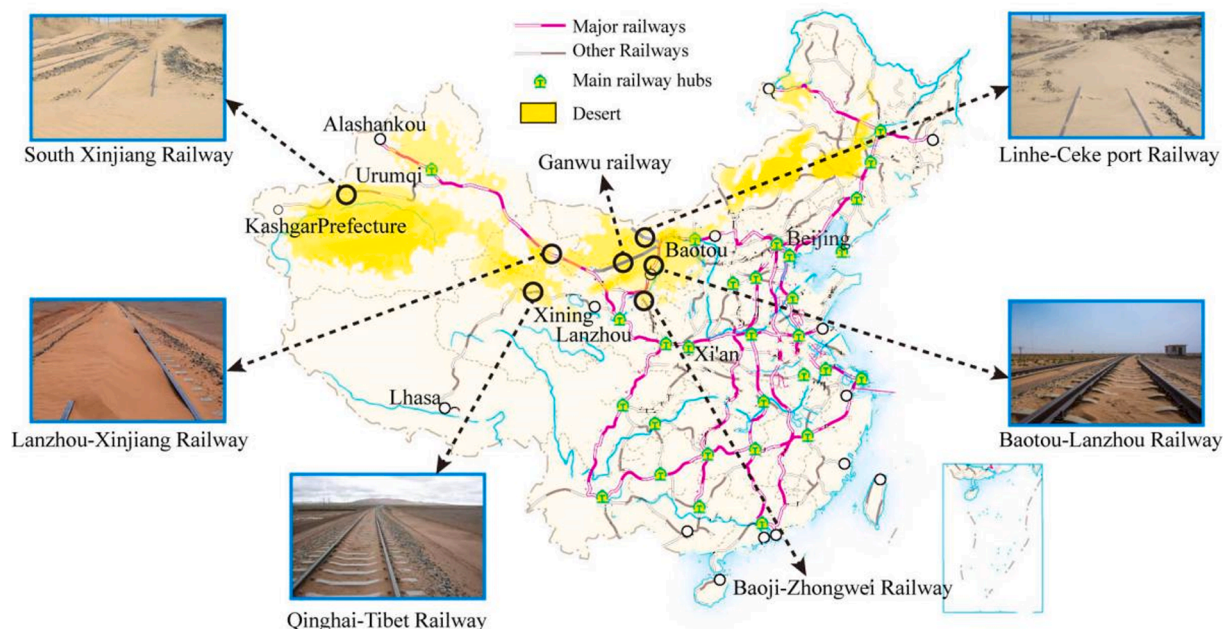 Major railways
Other Railways
Main railway hubs
Desert
South Xinjiang Railway
Linhe-Ceke port Railway
Alashankou
Ganwu railway
Urumqi
KashgarPrefecture
Baotou
Beijing
Xining
Lanzhou
Xi'an
Lhasa
Lanzhou-Xinjiang Railway
Baotou-Lanzhou Railway
Baoji-Zhongwei Railway
Qinghai-Tibet Railway